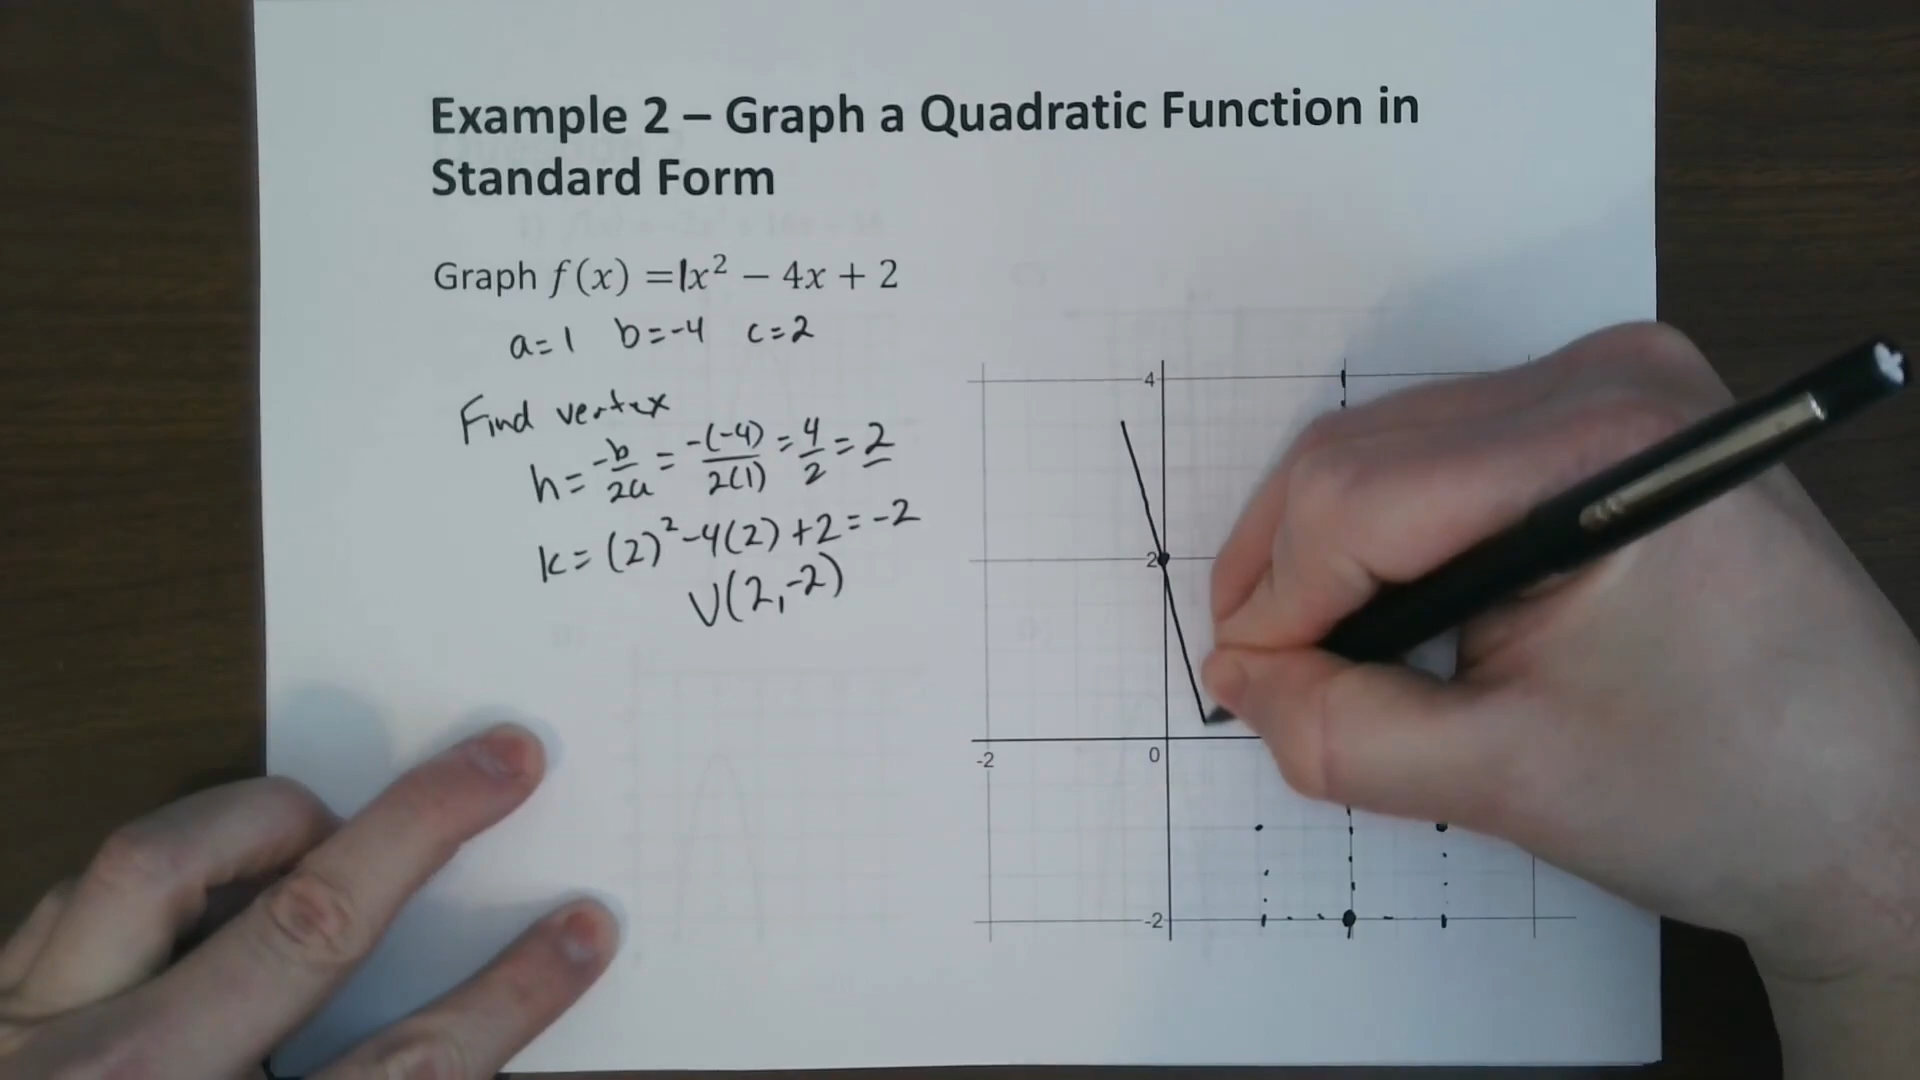 Example 2 – Graph a Quadratic Function in
Standard Form
Graph f(x) = 1x² – 4x + 2
a=1 b=-4 c=2
Find vertex
h = -b/2a = -(-4)/2(1) = 4/2 = 2
k = (2)² -4(2) +2 = -2
V(2,-2)
4
2
-2 0
-2